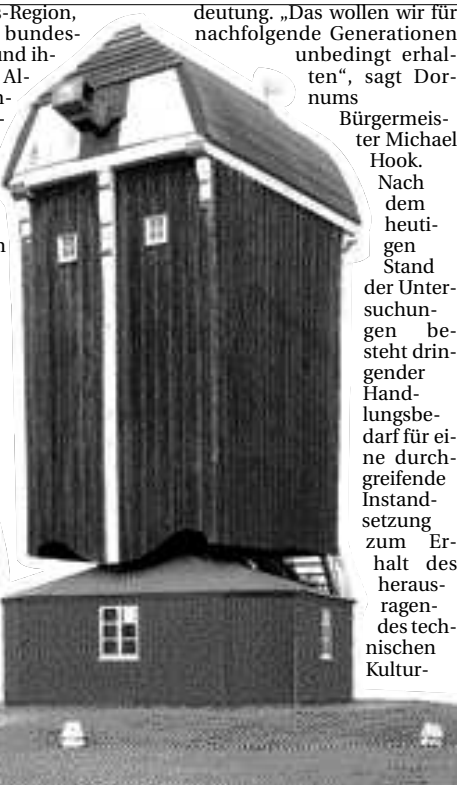 s-Region,
bundes-
und ih-
Al-
n-
-
n
deutung. „Das wollen wir für
nachfolgende Generationen
unbedingt erhal-
ten“, sagt Dor-
nums
Bürgermeis-
ter Michael
Hook.
Nach
dem
heuti-
gen
Stand
der Unter-
suchun-
gen be-
steht drin-
gender
Hand-
lungsbe-
darf für ei-
ne durch-
greifende
Instand-
setzung
zum Er-
halt des
heraus-
ragen-
des tech-
nischen
Kultur-